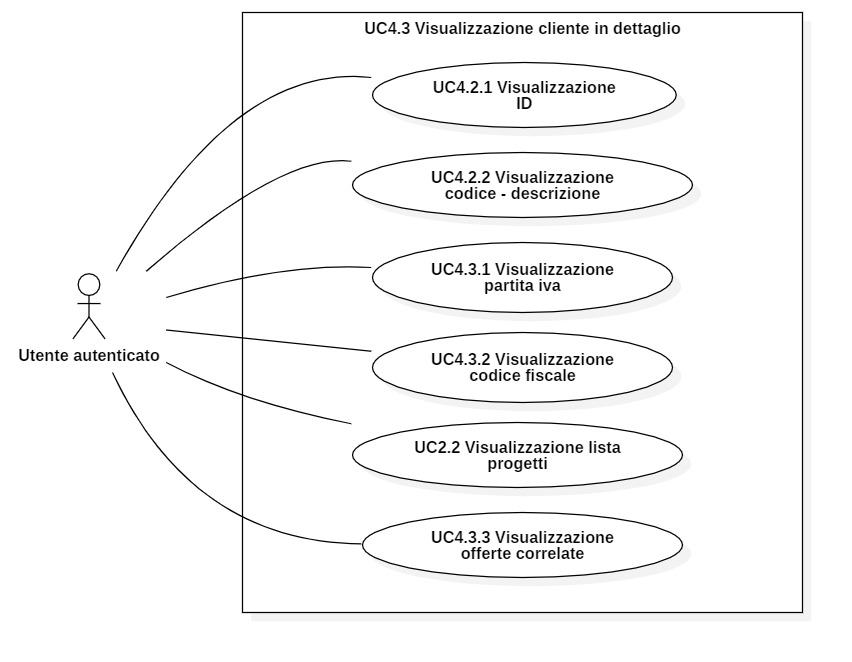 UC4.3 Visualizzazione cliente in dettaglio
UC4.2.1 Visualizzazione
ID
UC4.2.2 Visualizzazione
codice - descrizione
UC4.3.1 Visualizzazione
partita iva
UC4.3.2 Visualizzazione
codice fiscale
Utente autenticato
UC2.2 Visualizzazione lista
progetti
UC4.3.3 Visualizzazione
offerte correlate